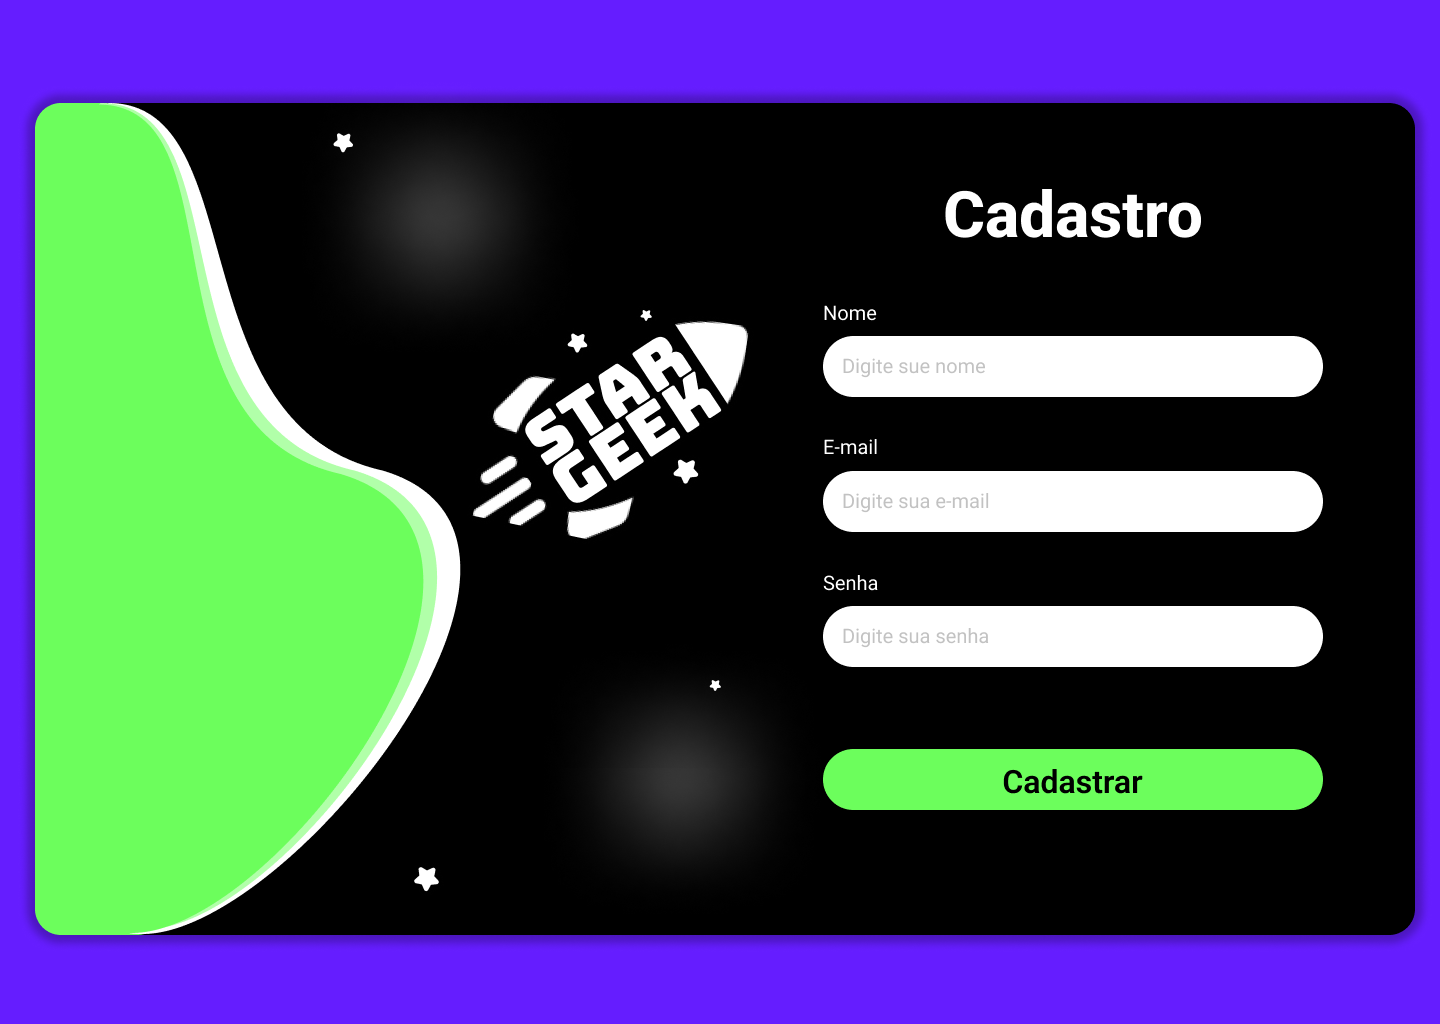 STAR
GEEK
Cadastro
Nome
Digite sue nome
E-mail
Digite sua e-mail
Senha
Digite sua senha
Cadastrar